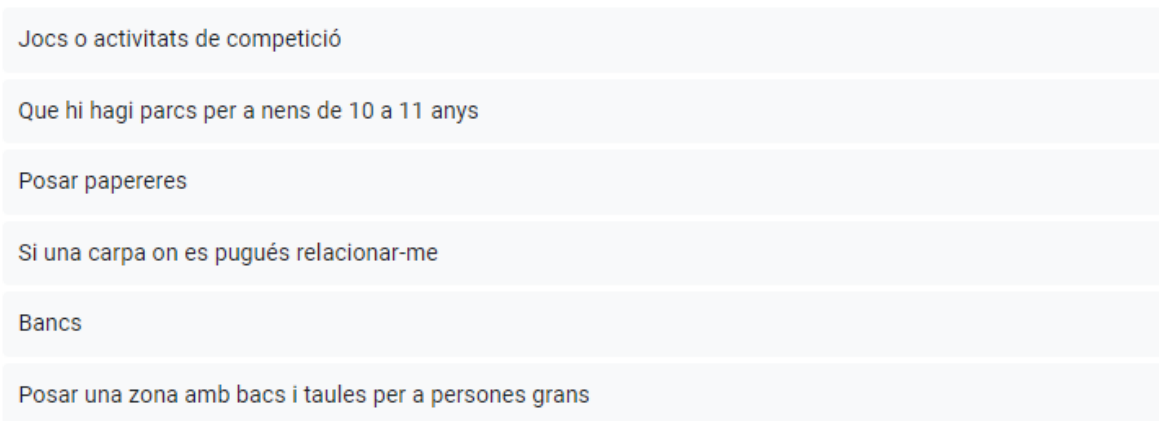 Jocs o activitats de competició
Que hi hagi parcs per a nens de 10 a 11 anys
Posar papereres
Si una carpa on es pugués relacionar-me
Bancs
Posar una zona amb bacs i taules per a persones grans